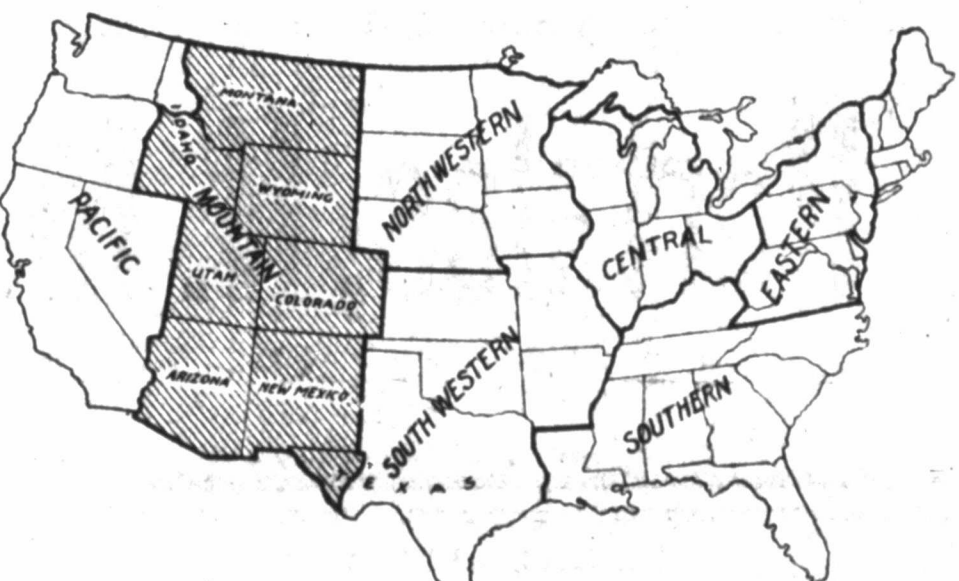 MONTANA
IDAHO
WYOMING
PACIFIC
MOUNTAIN
UTAH
COLORADO
ARIZONA
NEW MEXICO
TEXAS
NORTHWESTERN
SOUTH WESTERN
CENTRAL
EASTERN
SOUTHERN